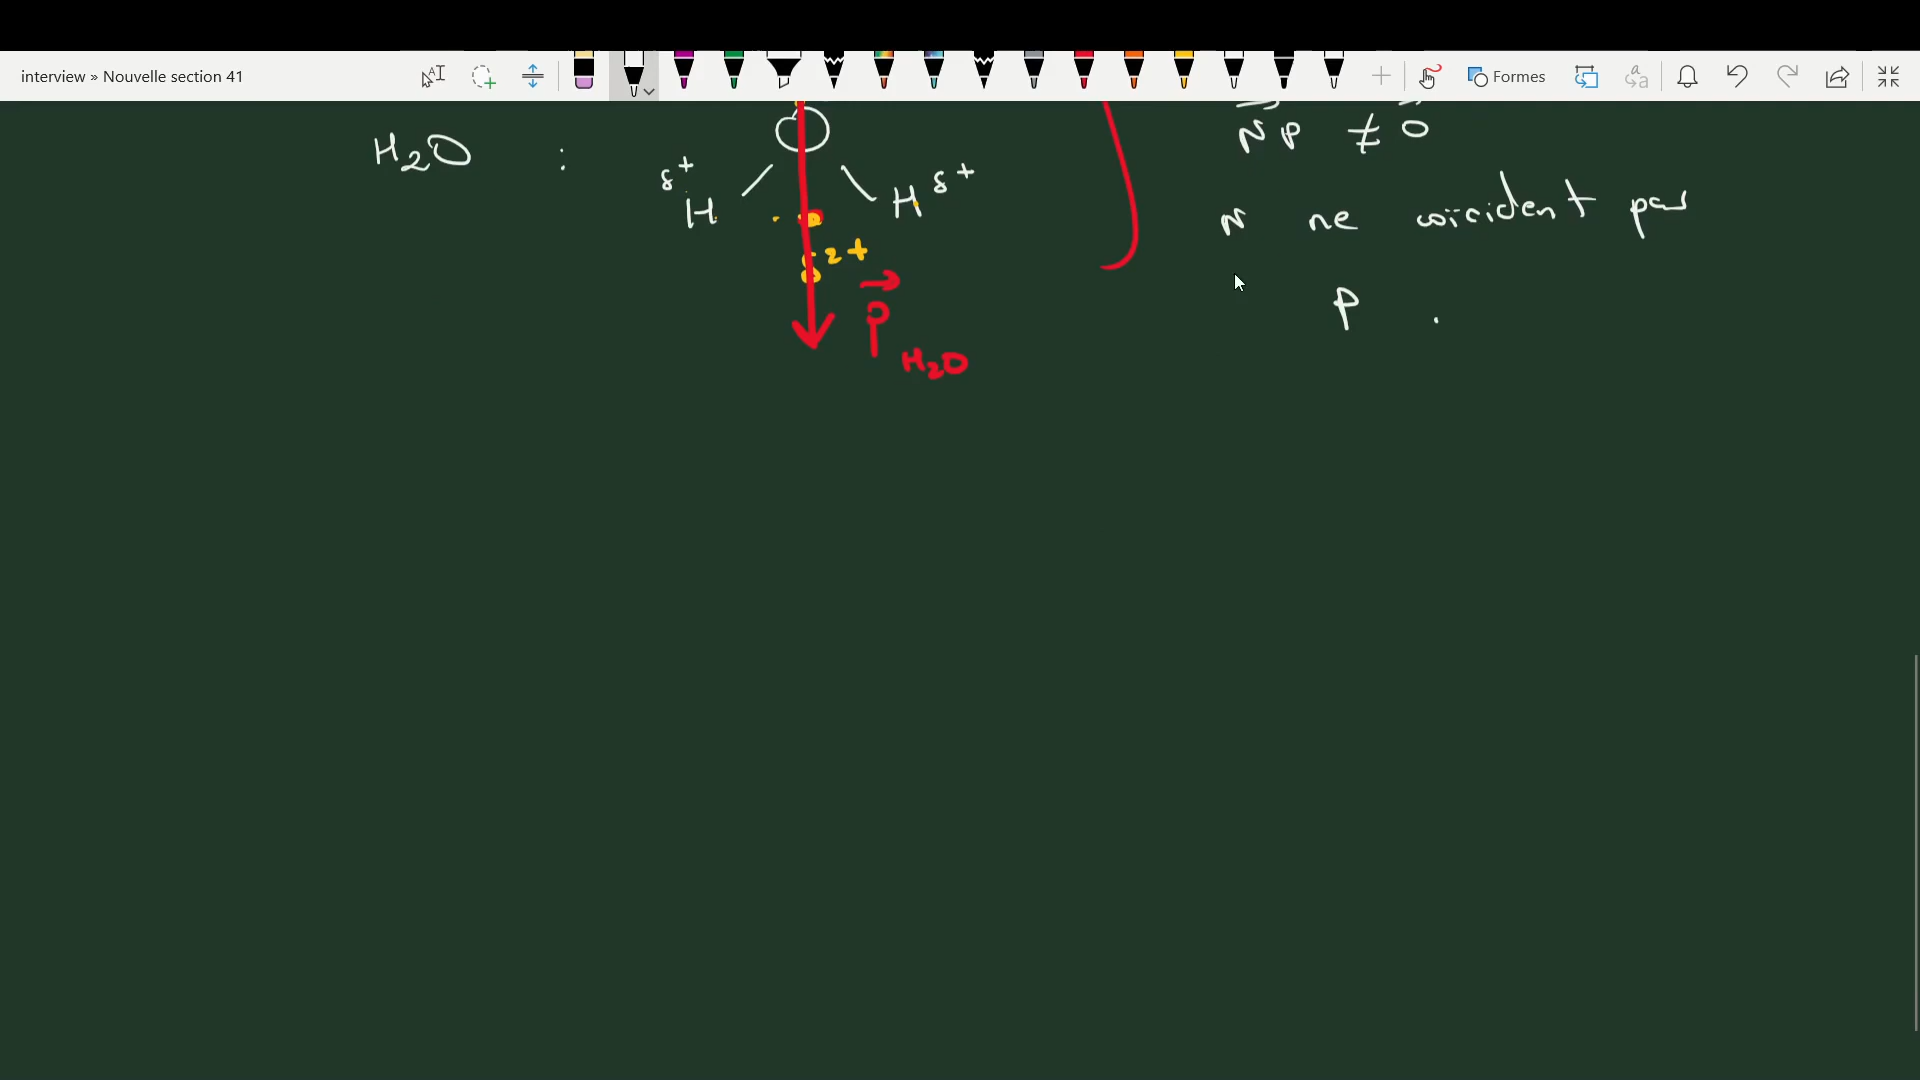 interview » Nouvelle section 41
Formes
H₂O : O
δ+ H H δ+
δ2+
p⃗ H₂O
N⃗P ≠ 0⃗
N ne coïncident pas
P .